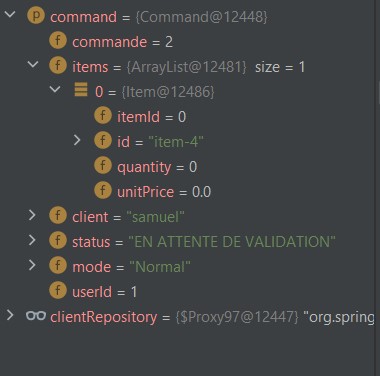 command = {Command@12448}
commande = 2
items = {ArrayList@12481} size = 1
0 = {Item@12486}
itemId = 0
id = "item-4"
quantity = 0
unitPrice = 0.0
client = "samuel"
status = "EN ATTENTE DE VALIDATION"
mode = "Normal"
userId = 1
clientRepository = {$Proxy97@12447} "org.spring